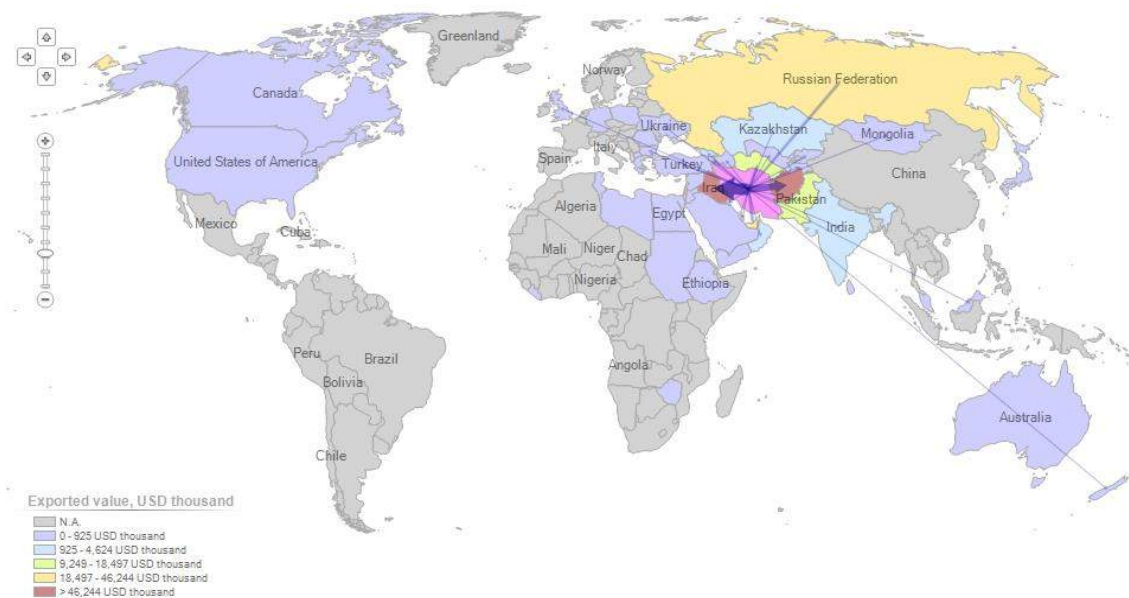 Greenland
Norway
Russian Federation
Canada
Ukraine
Kazakhstan
Mongolia
United States of America
Spain
Italy
Turkey
Iraq
Pakistan
China
Mexico
Cuba
Algeria
Egypt
India
Mali
Niger
Chad
Nigeria
Ethiopia
Peru
Brazil
Angola
Bolivia
Australia
Chile
Exported value, USD thousand
N.A.
0 - 925 USD thousand
925 - 4,624 USD thousand
9,249 - 18,497 USD thousand
18,497 - 46,244 USD thousand
> 46,244 USD thousand